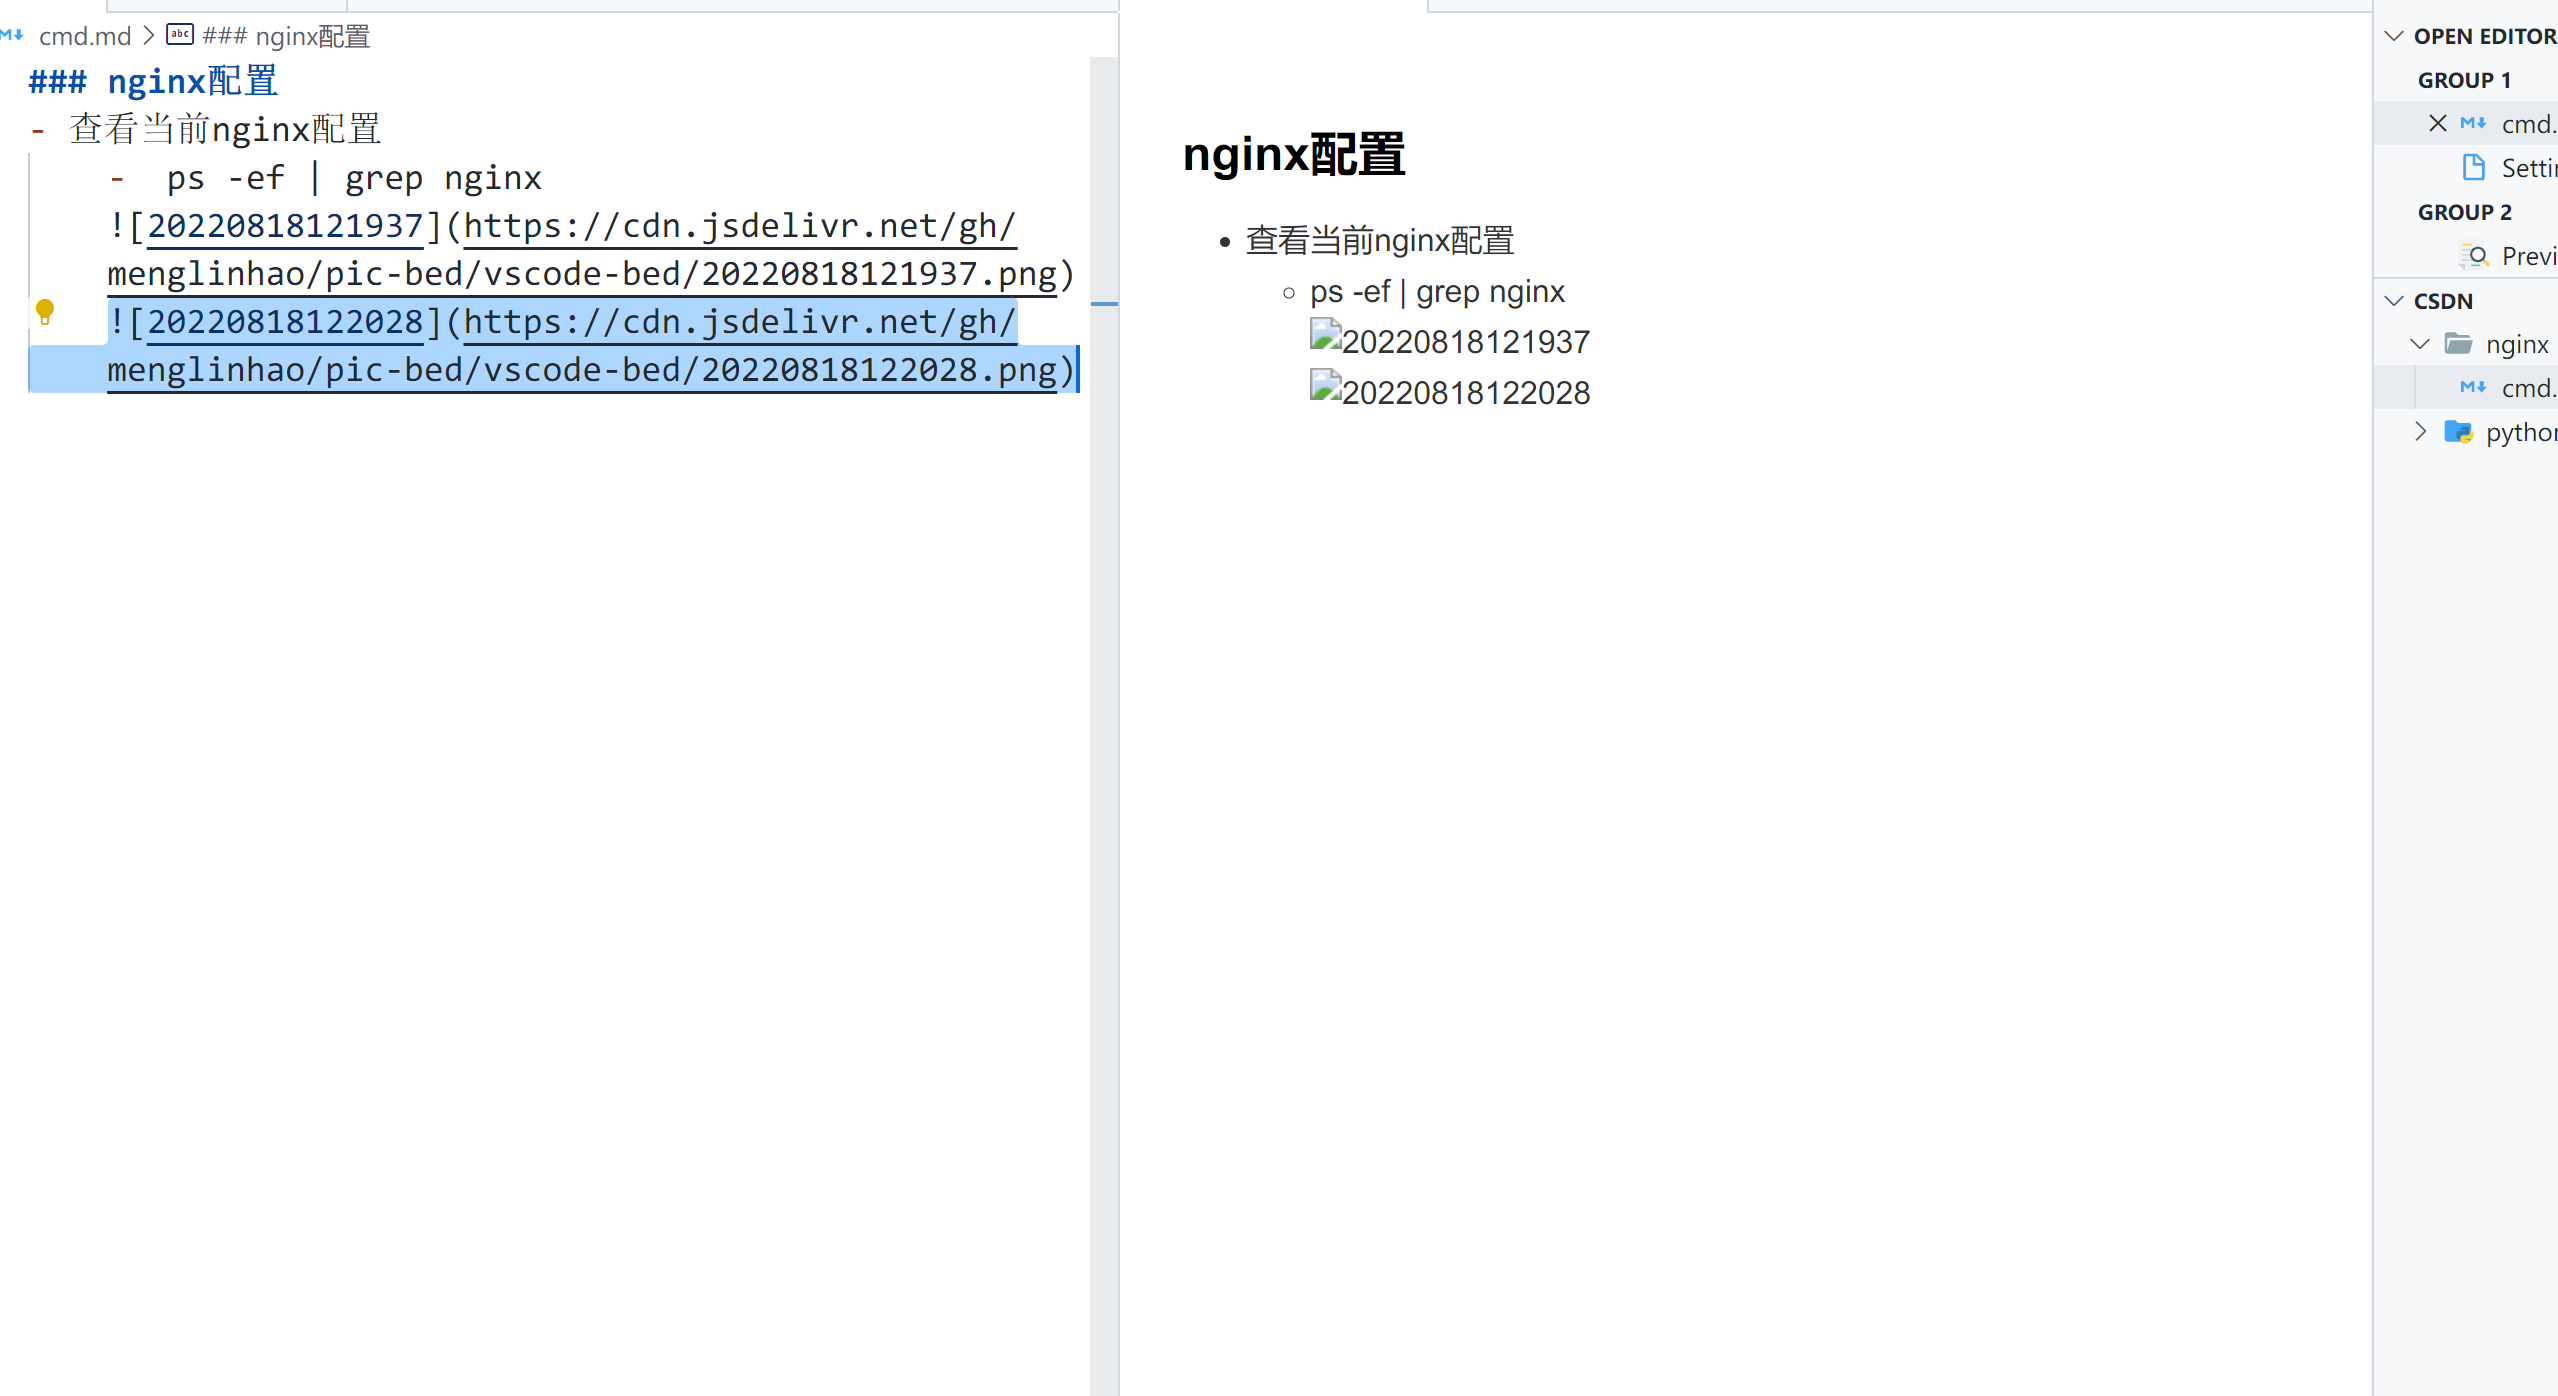 cmd.md > abc ### nginx配置
### nginx配置
- 查看当前nginx配置
- ps -ef | grep nginx
![20220818121937](https://cdn.jsdelivr.net/gh/
menglinhao/pic-bed/vscode-bed/20220818121937.png)
![20220818122028](https://cdn.jsdelivr.net/gh/
menglinhao/pic-bed/vscode-bed/20220818122028.png)
nginx配置
查看当前nginx配置
ps -ef | grep nginx
20220818121937
20220818122028
OPEN EDITOR
GROUP 1
cmd.
Setti
GROUP 2
Previ
CSDN
nginx
cmd.
python